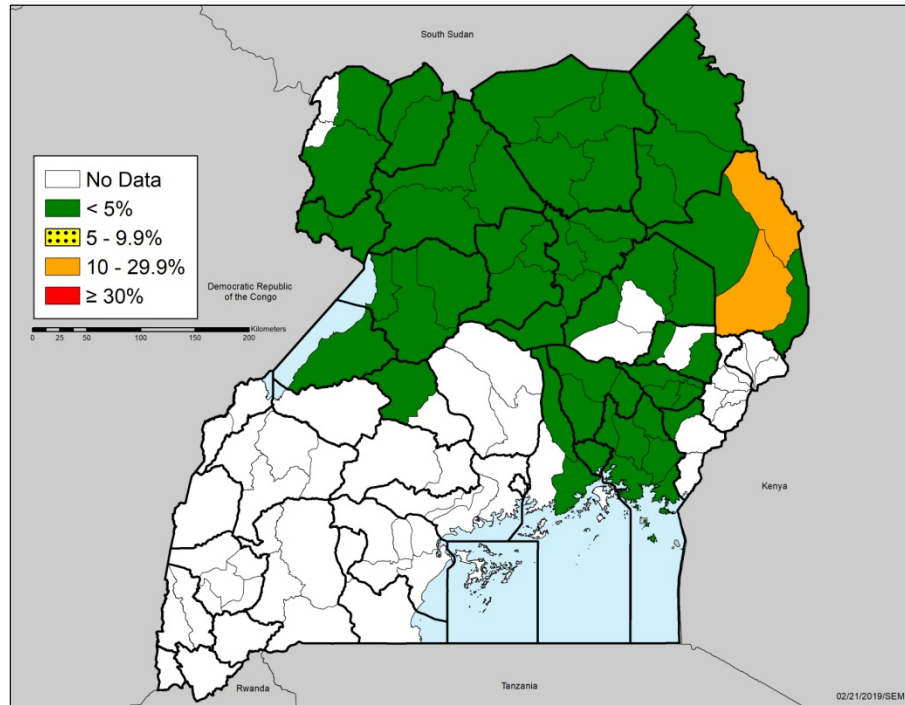 South Sudan
No Data
< 5%
5 - 9.9%
10 - 29.9%
≥ 30%
Democratic Republic
of the Congo
Kilometers
0 25 50 100 150 200
Kenya
Rwanda
Tanzania
02/21/2019/SEM